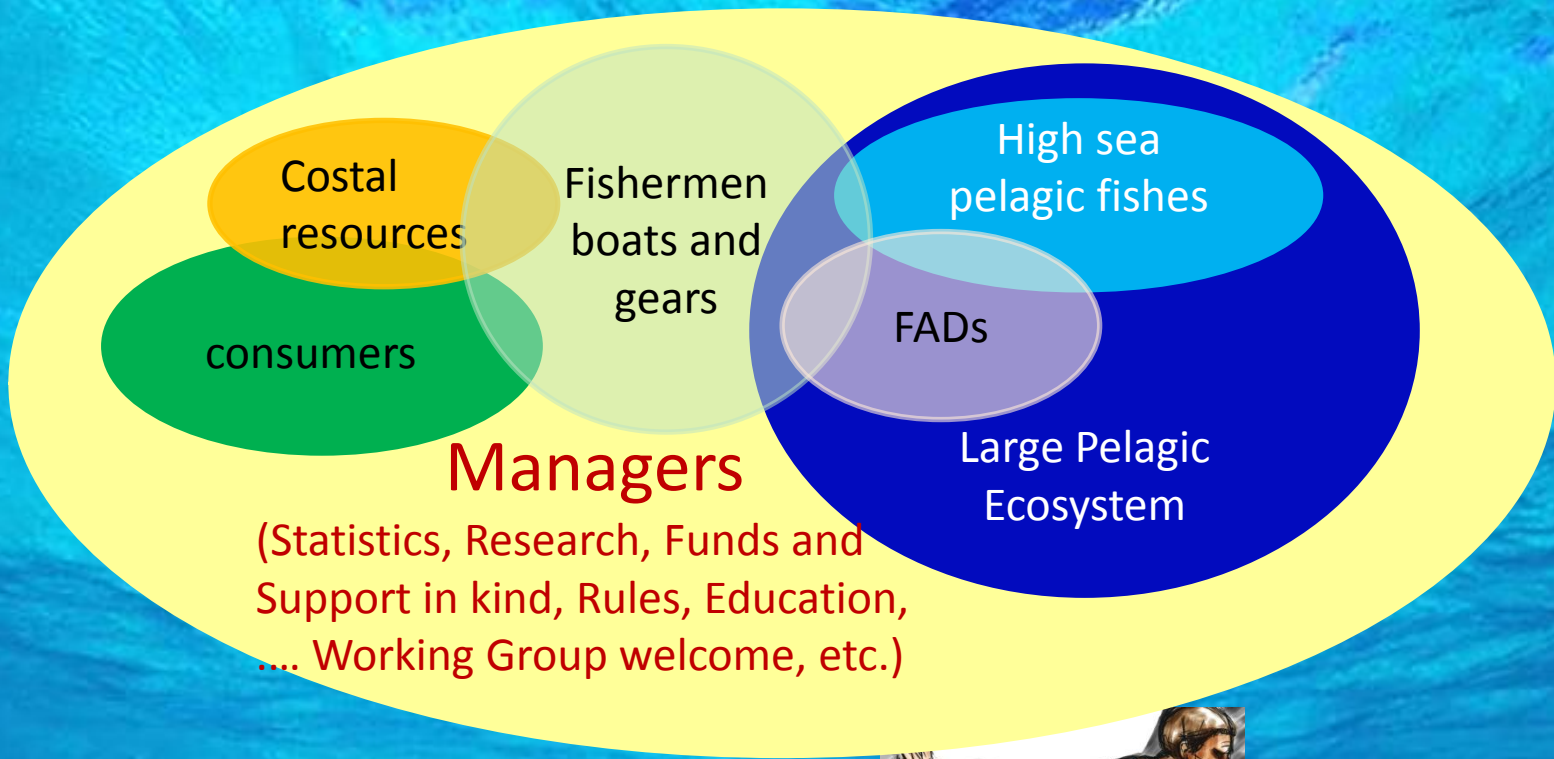 Costal
resources
Fishermen
boats and
gears
High sea
pelagic fishes
consumers
FADs
Large Pelagic
Ecosystem
Managers
(Statistics, Research, Funds and
Support in kind, Rules, Education,
.... Working Group welcome, etc.)